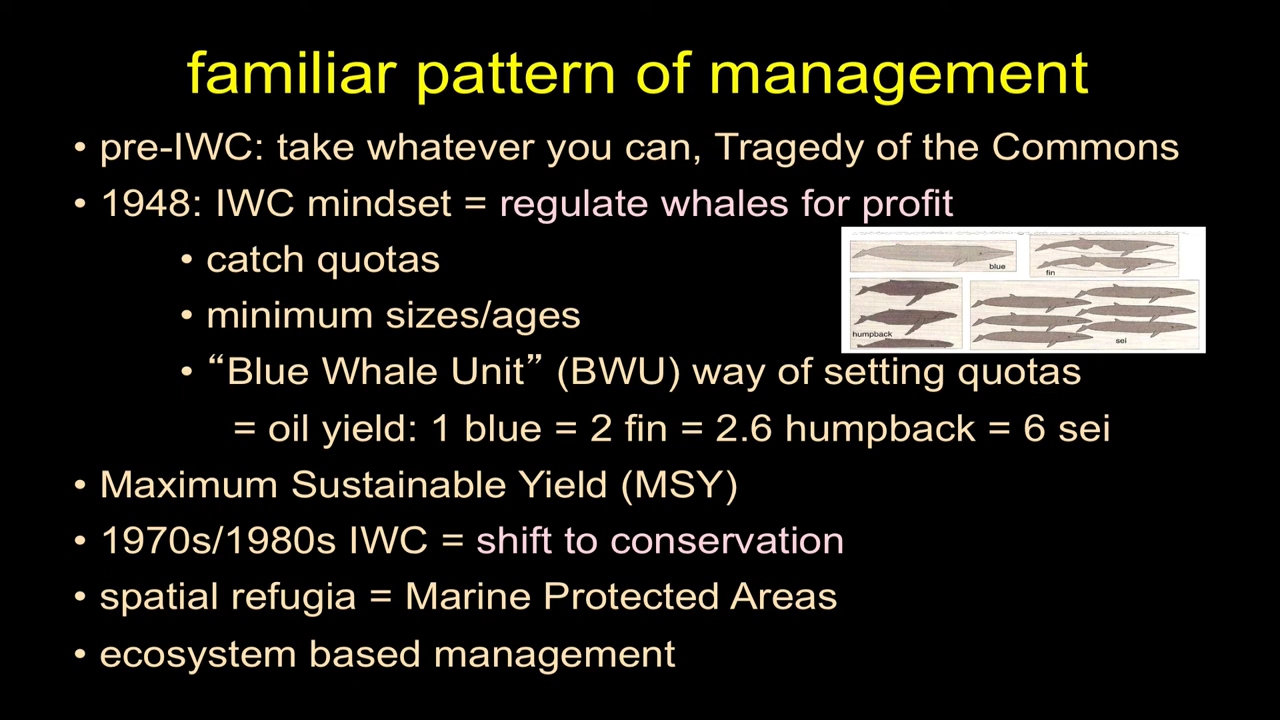 familiar pattern of management
• pre-IWC: take whatever you can, Tragedy of the Commons
• 1948: IWC mindset = regulate whales for profit
• catch quotas
• minimum sizes/ages
• “Blue Whale Unit” (BWU) way of setting quotas
= oil yield: 1 blue = 2 fin = 2.6 humpback = 6 sei
blue
fin
humpback
sei
• Maximum Sustainable Yield (MSY)
• 1970s/1980s IWC = shift to conservation
• spatial refugia = Marine Protected Areas
• ecosystem based management